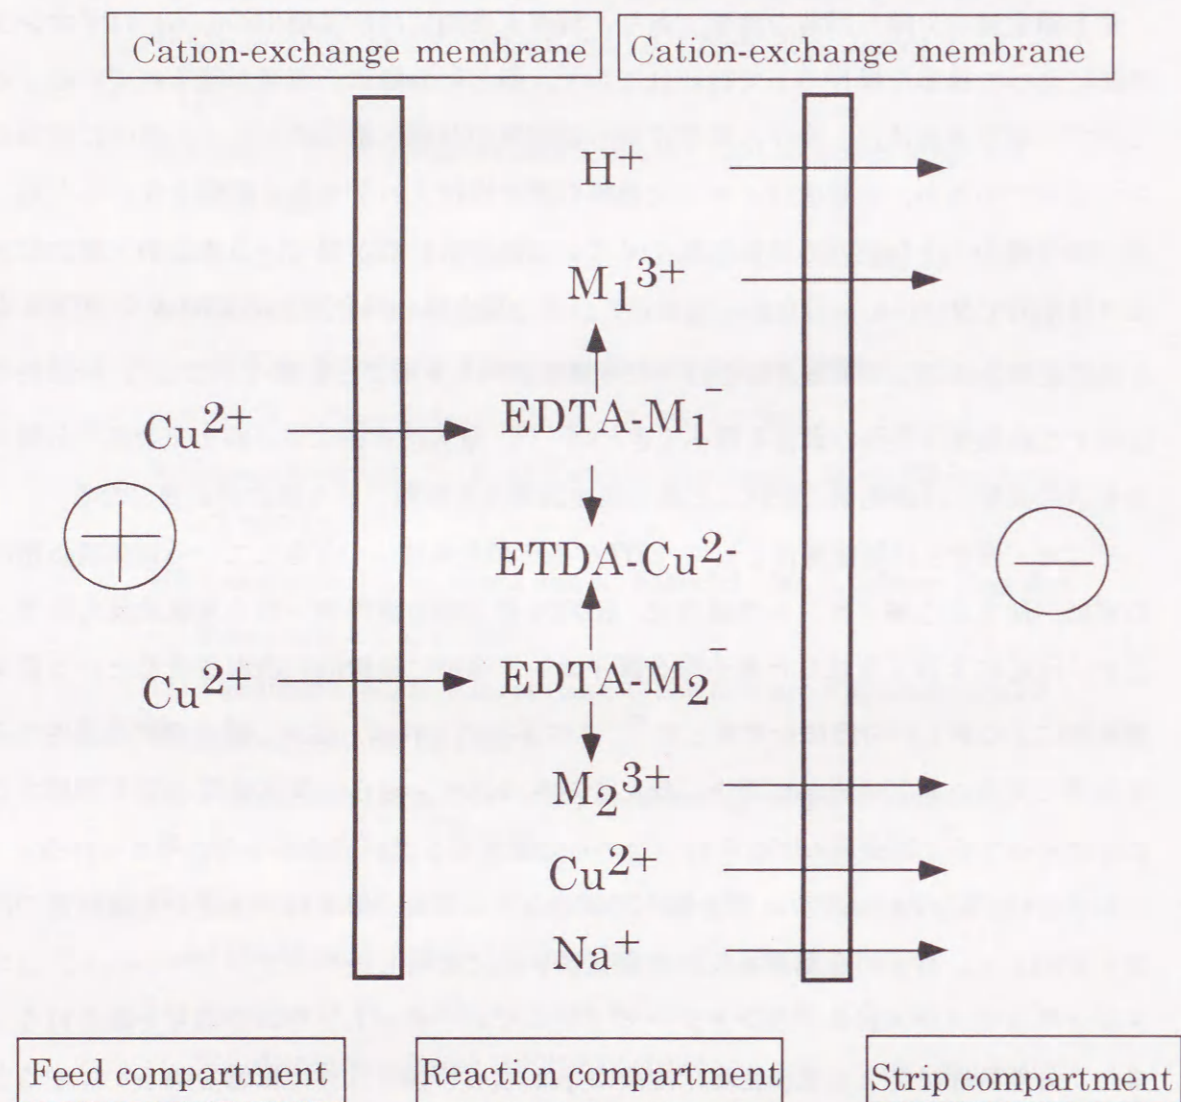 Cation-exchange membrane
Cation-exchange membrane
H⁺
M₁³⁺
Cu²⁺
EDTA-M₁⁻
ETDA-Cu²⁻
Cu²⁺
EDTA-M₂⁻
M₂³⁺
Cu²⁺
Na⁺
Feed compartment
Reaction compartment
Strip compartment